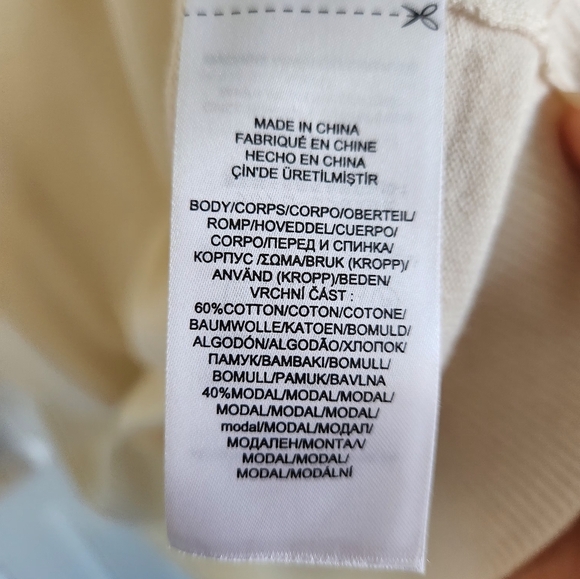 MADE IN CHINA
FABRIQUÉ EN CHINE
HECHO EN CHINA
ÇİN'DE ÜRETİLMİŞTİR
BODY/CORPS/CORPO/OBERTEIL/
ROMP/HOVEDDEL/CUERPO/
CORPO/ПЕРЕД И СПИНКА/
КОРПУС /ΣΩΜΑ/BRUK (KROPP)/
ANVÄND (KROPP)/BEDEN/
VRCHNÍ ČÁST :
60%COTTON/COTON/COTONE/
BAUMWOLLE/KATOEN/BOMULD/
ALGODÓN/ALGODÃO/ХЛОПОК/
ПАМУК/ΒΑΜΒΑΚΙ/BOMULL/
BOMULL/PAMUK/BAVLNA
40%MODAL/MODAL/MODAL/
MODAL/MODAL/MODAL/
modal/MODAL/МОДАЛ/
МОДАЛЕН/ΜΟΝΤΑΛ/
MODAL/MODAL/
MODAL/MODÁLNÍ